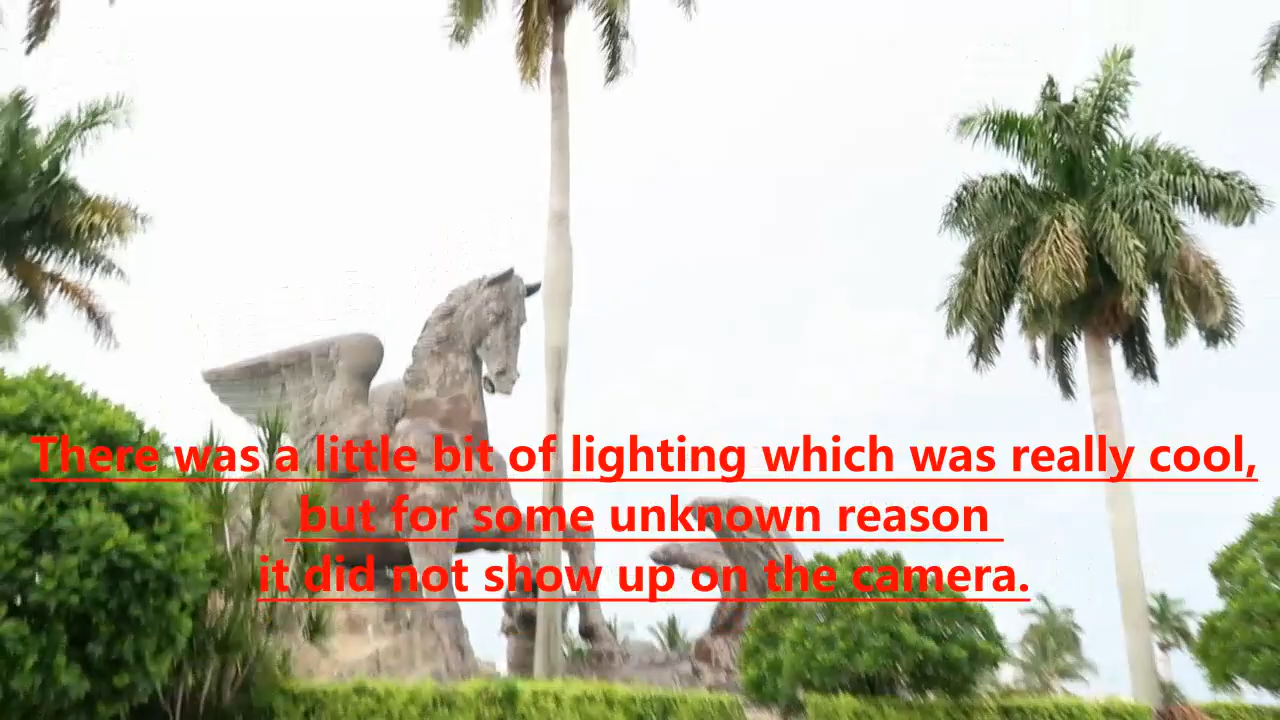 There was a little bit of lighting which was really cool,
but for some unknown reason
it did not show up on the camera.